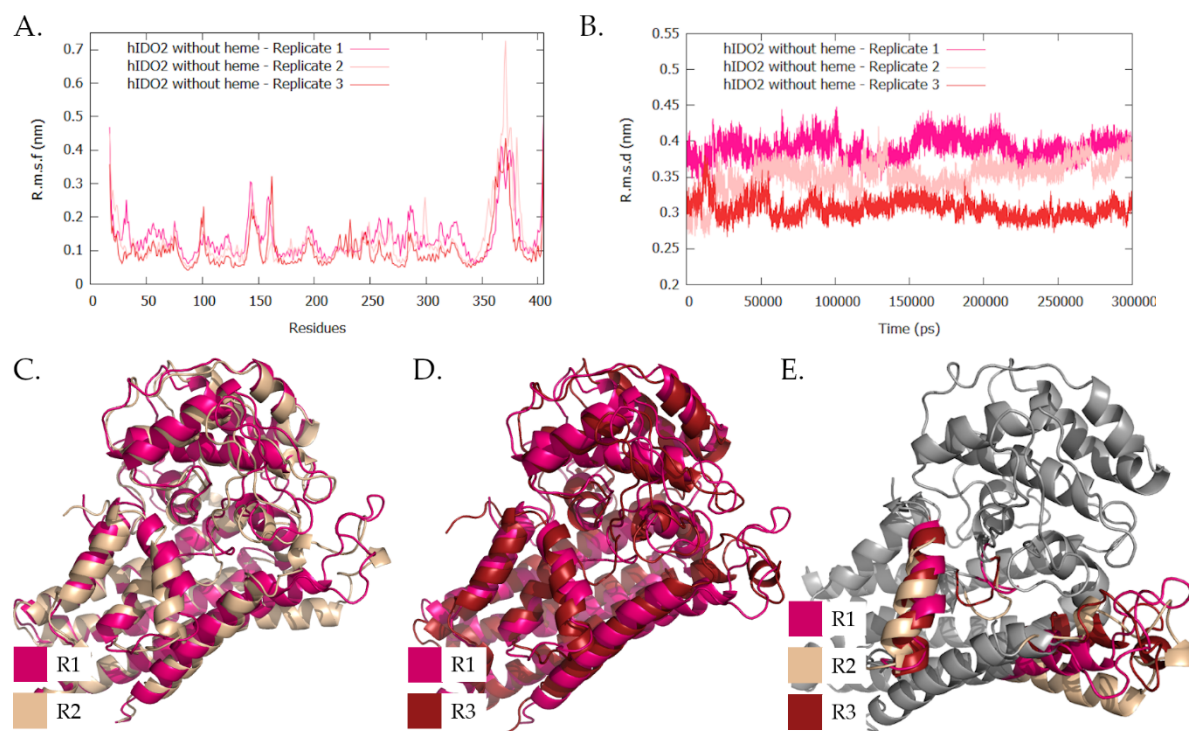 A.
hIDO2 without heme - Replicate 1
hIDO2 without heme - Replicate 2
hIDO2 without heme - Replicate 3
R.m.s.f (nm)
0.7
0.6
0.5
0.4
0.3
0.2
0.1
0
0 50 100 150 200 250 300 350 400
Residues
B.
hIDO2 without heme - Replicate 1
hIDO2 without heme - Replicate 2
hIDO2 without heme - Replicate 3
R.m.s.d (nm)
0.55
0.5
0.45
0.4
0.35
0.3
0.25
0.2
0 50000 100000 150000 200000 250000 300000
Time (ps)
C.
R1
R2
D.
R1
R3
E.
R1
R2
R3